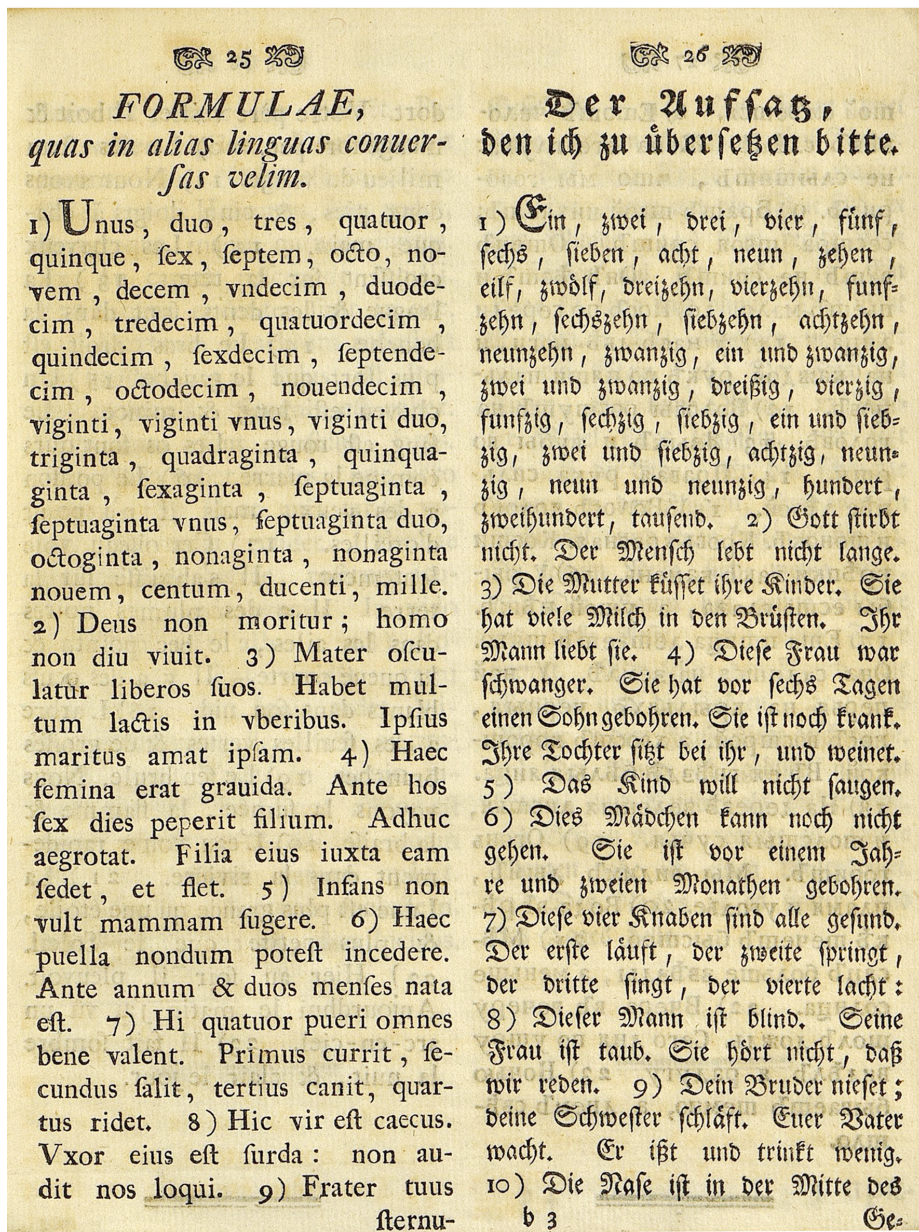 25
FORMULAE,
quas in alias linguas conuer-
ſas velim.
1) Unus, duo, tres, quatuor,
quinque, ſex, ſeptem, octo, no-
vem, decem, vndecim, duode-
cim, tredecim, quatuordecim,
quindecim, ſexdecim, ſeptende-
cim, octodecim, nouendecim,
viginti, viginti vnus, viginti duo,
triginta, quadraginta, quinqua-
ginta, ſexaginta, ſeptuaginta,
ſeptuaginta vnus, ſeptuaginta duo,
octoginta, nonaginta, nonaginta
nouem, centum, ducenti, mille.
2) Deus non moritur; homo
non diu viuit. 3) Mater oſcu-
latur liberos ſuos. Habet mul-
tum lactis in vberibus. Ipſius
maritus amat ipſam. 4) Haec
femina erat grauida. Ante hos
ſex dies peperit filium. Adhuc
aegrotat. Filia eius iuxta eam
ſedet, et flet. 5) Infans non
vult mammam ſugere. 6) Haec
puella nondum poteſt incedere.
Ante annum & duos menſes nata
eſt. 7) Hi quatuor pueri omnes
bene valent. Primus currit, ſe-
cundus ſalit, tertius canit, quar-
tus ridet. 8) Hic vir eſt caecus.
Vxor eius eſt ſurda: non au-
dit nos loqui. 9) Frater tuus
ſternu-
26
Der Aufſatz,
den ich zu überſetzen bitte.
1) Ein, zwei, drei, vier, fünf,
ſechs, ſieben, acht, neun, zehen,
eilf, zwölf, dreizehn, vierzehn, funf-
zehn, ſechszehn, ſiebzehn, achtzehn,
neunzehn, zwanzig, ein und zwanzig,
zwei und zwanzig, dreißig, vierzig,
funfzig, ſechzig, ſiebzig, ein und ſieb-
zig, zwei und ſiebzig, achtzig, neun-
zig, neun und neunzig, hundert,
zweihundert, tauſend. 2) Gott ſtirbt
nicht. Der Menſch lebt nicht lange.
3) Die Mutter küſſet ihre Kinder. Sie
hat viele Milch in den Brüſten. Ihr
Mann liebt ſie. 4) Dieſe Frau war
ſchwanger. Sie hat vor ſechs Tagen
einen Sohn gebohren. Sie iſt noch krank.
Ihre Tochter ſitzt bei ihr, und weinet.
5) Das Kind will nicht ſaugen.
6) Dies Mädchen kann noch nicht
gehen. Sie iſt vor einem Jah-
re und zweien Monathen gebohren.
7) Dieſe vier Knaben ſind alle geſund.
Der erſte läuft, der zweite ſpringt,
der dritte ſingt, der vierte lacht:
8) Dieſer Mann iſt blind. Seine
Frau iſt taub. Sie hört nicht, daß
wir reden. 9) Dein Bruder nieſet;
deine Schweſter ſchläft. Euer Vater
wacht. Er ißt und trinkt wenig.
10) Die Naſe iſt in der Mitte des
b 3 Ge-